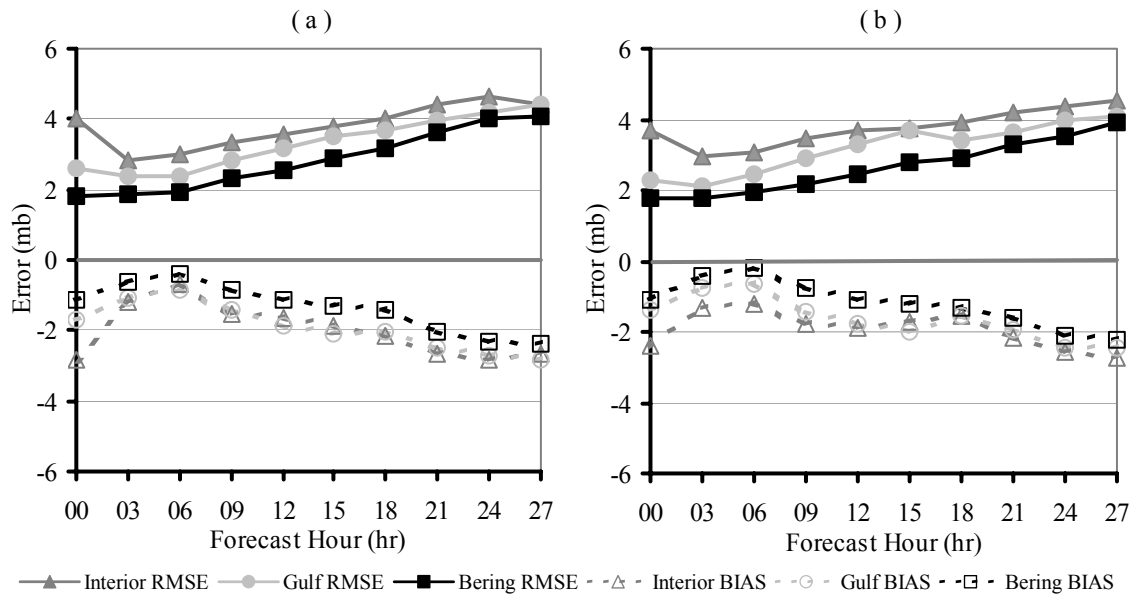 ( a )
( b )
6
4
2
0
-2
-4
-6
Error (mb)
00 03 06 09 12 15 18 21 24 27
Forecast Hour (hr)
6
4
2
0
-2
-4
-6
Error (mb)
00 03 06 09 12 15 18 21 24 27
Forecast Hour (hr)
Interior RMSE Gulf RMSE Bering RMSE Interior BIAS Gulf BIAS Bering BIAS